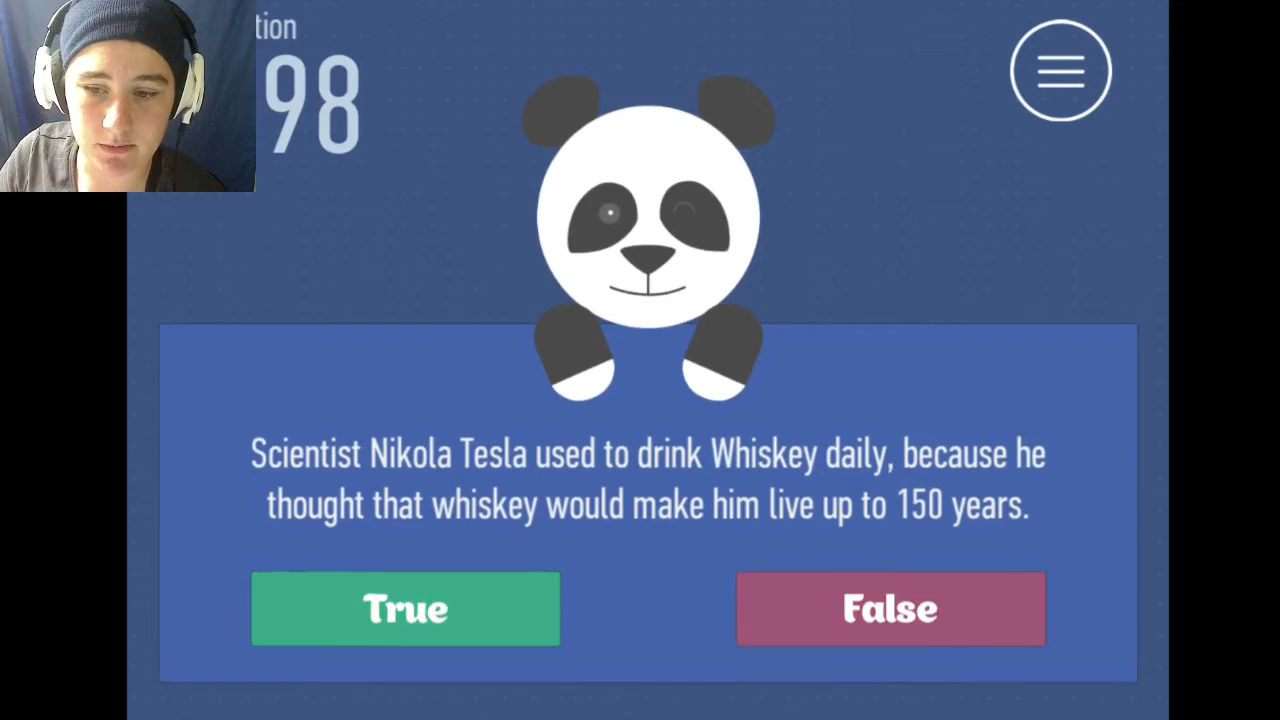 tion
98
Scientist Nikola Tesla used to drink Whiskey daily, because he
thought that whiskey would make him live up to 150 years.
True
False